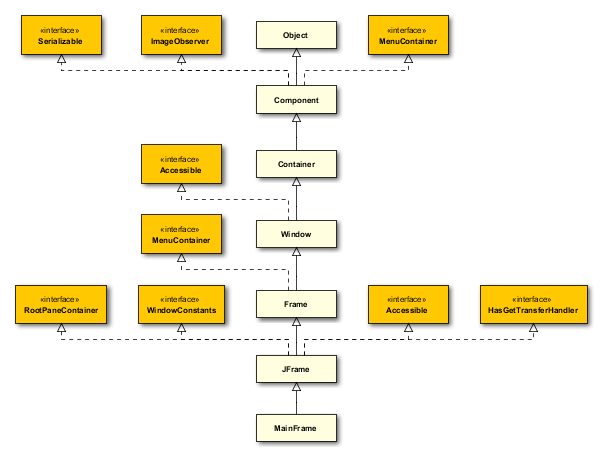 «interface»
Serializable
«interface»
ImageObserver
Object
«interface»
MenuContainer
Component
«interface»
Accessible
Container
«interface»
MenuContainer
Window
«interface»
RootPaneContainer
«interface»
WindowConstants
Frame
«interface»
Accessible
«interface»
HasGetTransferHandler
JFrame
MainFrame